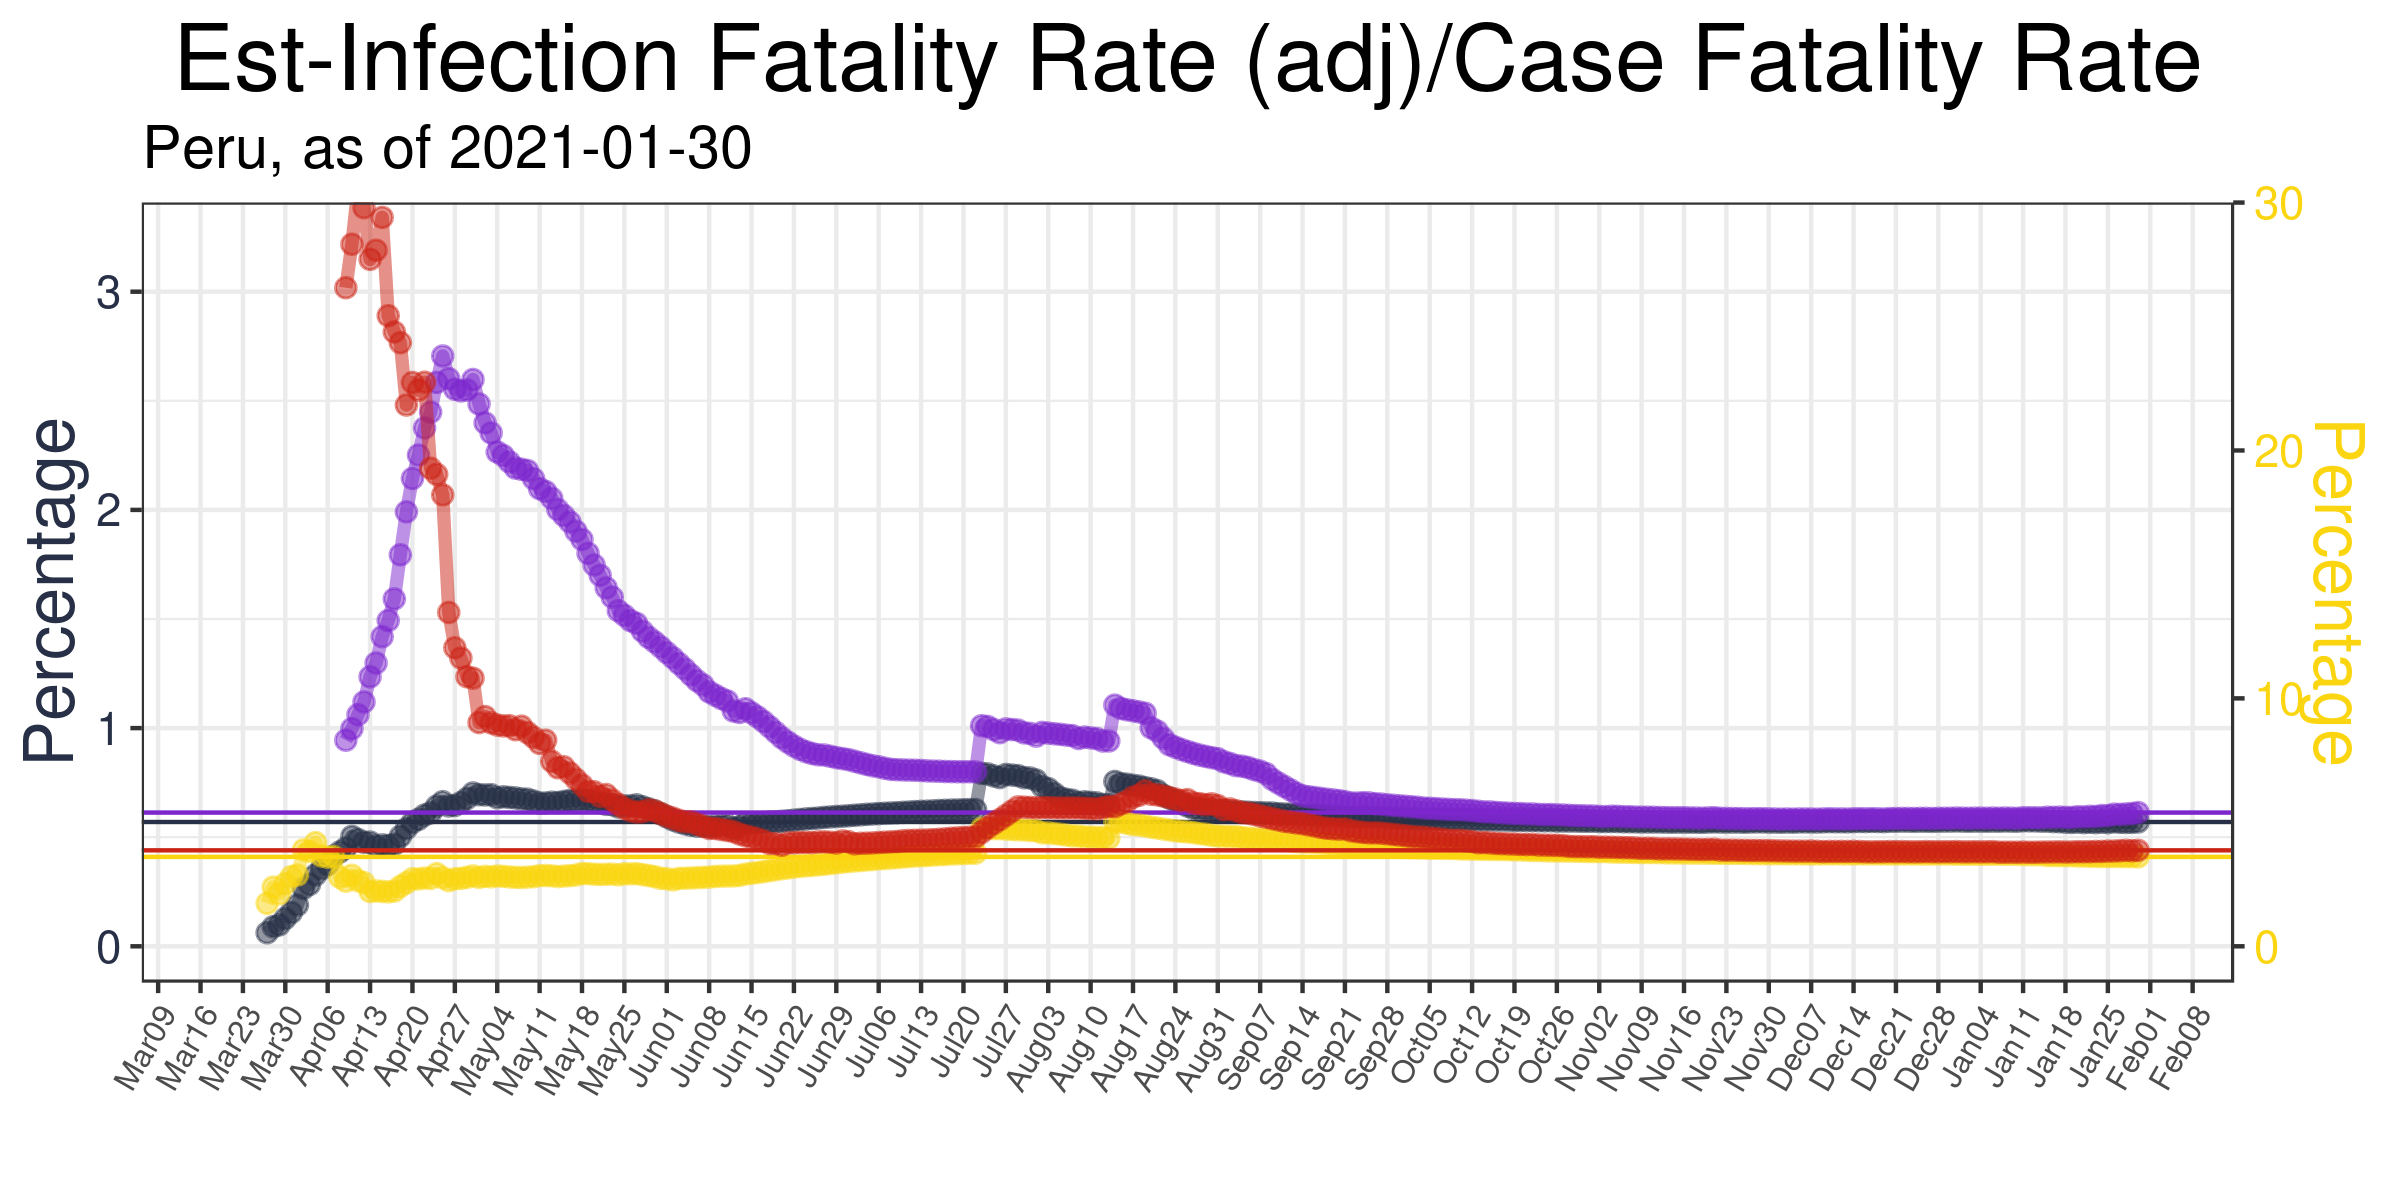 Est-Infection Fatality Rate (adj)/Case Fatality Rate
Peru, as of 2021-01-30
Percentage
3
2
1
0
30
20
10
0
Percentage
Mar09
Mar16
Mar23
Mar30
Apr06
Apr13
Apr20
Apr27
May04
May11
May18
May25
Jun01
Jun08
Jun15
Jun22
Jun29
Jul06
Jul13
Jul20
Jul27
Aug03
Aug10
Aug17
Aug24
Aug31
Sep07
Sep14
Sep21
Sep28
Oct05
Oct12
Oct19
Oct26
Nov02
Nov09
Nov16
Nov23
Nov30
Dec07
Dec14
Dec21
Dec28
Jan04
Jan11
Jan18
Jan25
Feb01
Feb08